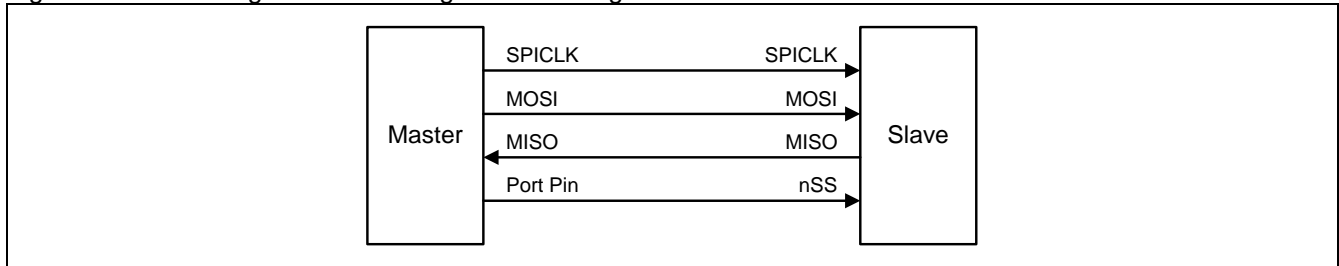 SPICLK SPICLK
MOSI MOSI
Master MISO MISO Slave
Port Pin nSS